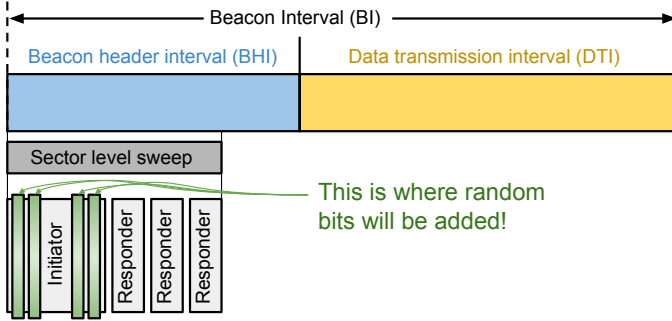 Beacon Interval (BI)
Beacon header interval (BHI)
Data transmission interval (DTI)
Sector level sweep
This is where random
bits will be added!
Initiator
Responder
Responder
Responder